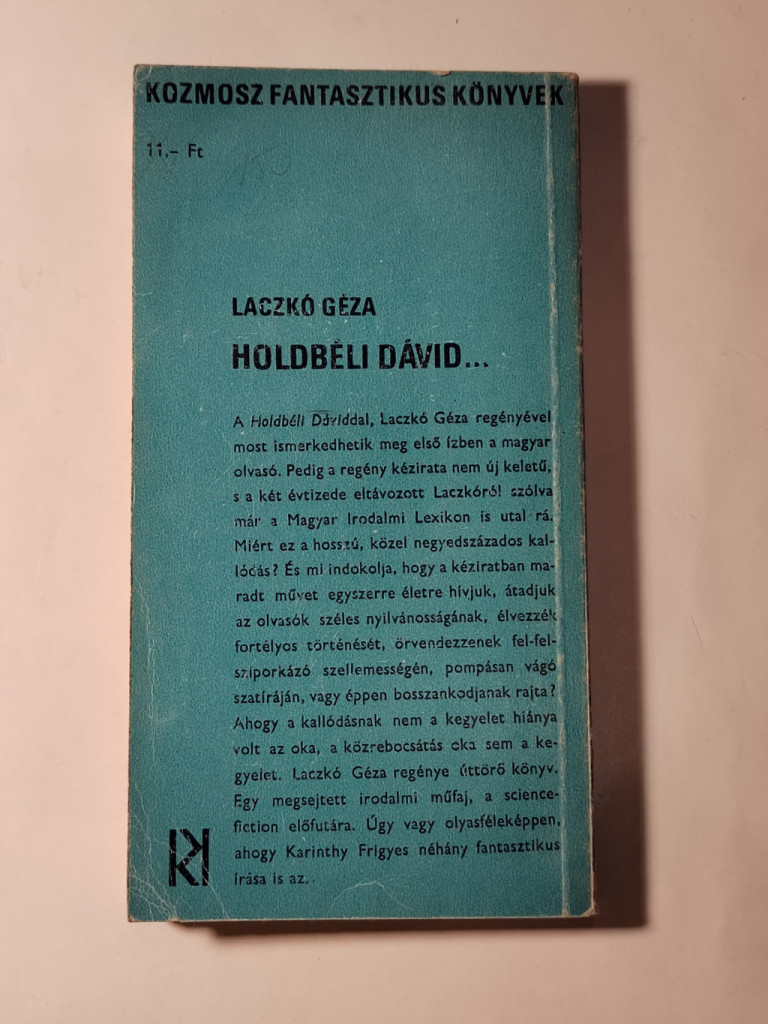 KOZMOSZ FANTASZTIKUS KÖNYVEK
11,– Ft
LACZKÓ GÉZA
HOLDBÉLI DÁVID...
A Holdbéli Dáviddal, Laczkó Géza regényével
most ismerkedhetik meg első ízben a magyar
olvasó. Pedig a regény kézirata nem új keletű,
s a két évtizede eltávozott Laczkóról szólva
már a Magyar Irodalmi Lexikon is utal rá.
Miért ez a hosszú, közel negyedszázados kal-
lódás? És mi indokolja, hogy a kéziratban ma-
radt művet egyszerre életre hívjuk, átadjuk
az olvasók széles nyilvánosságának, élvezzék
fortélyos történését, örvendezzenek fel-fel-
sziporkázó szellemességén, pompásan vágó
szatíráján, vagy éppen bosszankodjanak rajta?
Ahogy a kallódásnak nem a kegyelet hiánya
volt az oka, a közrebocsátás oka sem a ke-
gyelet. Laczkó Géza regénye úttörő könyv.
Egy megsejtett irodalmi műfaj, a science-
fiction előfutára. Úgy vagy olyasféleképpen,
ahogy Karinthy Frigyes néhány fantasztikus
írása is az..